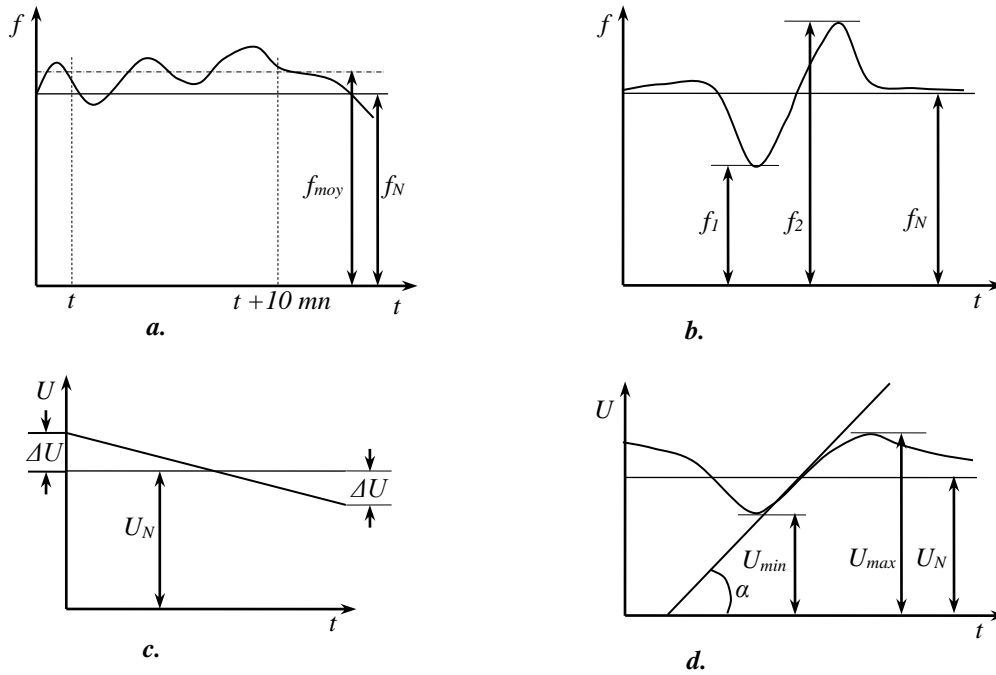 f
f_moy
f_N
t
t +10 mn
t
a.
f
f_1
f_2
f_N
t
b.
U
ΔU
ΔU
U_N
t
c.
U
U_min
U_max
U_N
α
t
d.